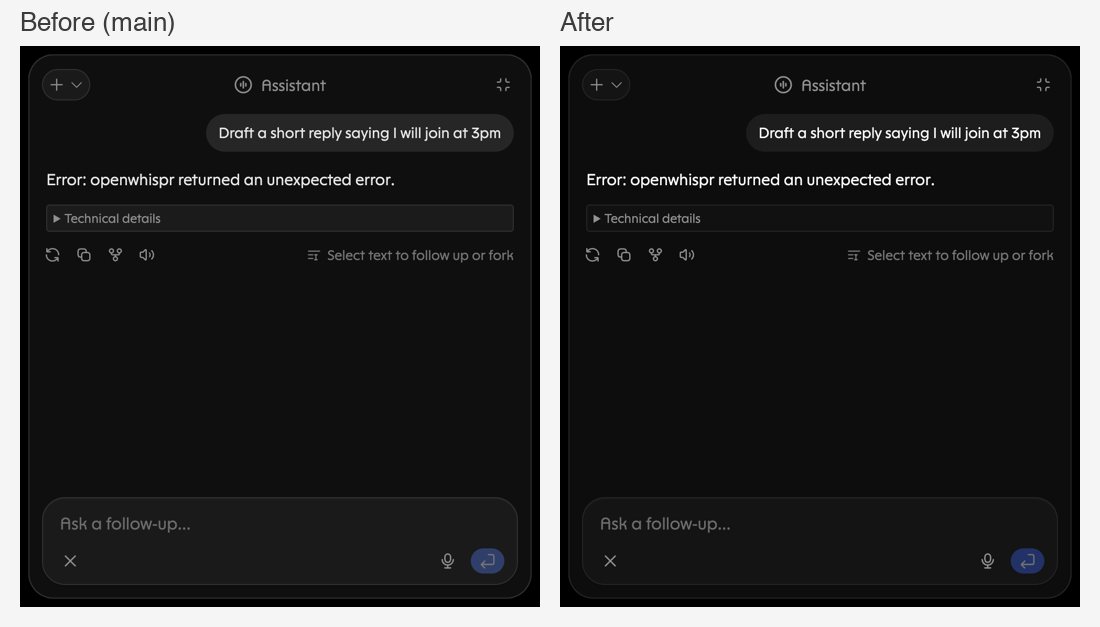 Before (main)
Assistant
Draft a short reply saying I will join at 3pm
Error: openwhispr returned an unexpected error.
Technical details
Select text to follow up or fork
Ask a follow-up...
After
Assistant
Draft a short reply saying I will join at 3pm
Error: openwhispr returned an unexpected error.
Technical details
Select text to follow up or fork
Ask a follow-up...